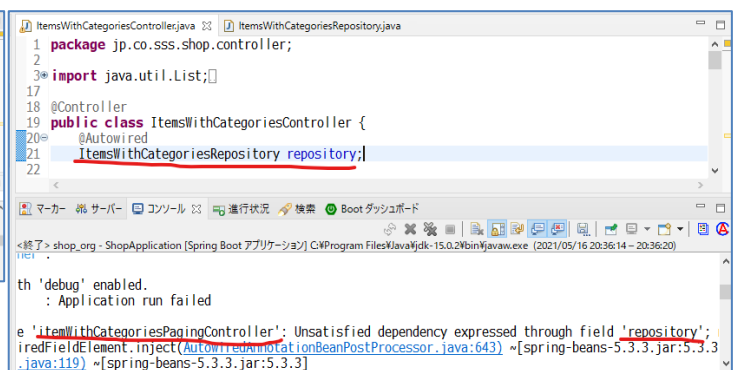 ItemsWithCategoriesController.java ItemsWithCategoriesRepository.java
1 package jp.co.sss.shop.controller;
2
3 import java.util.List;
17
18 @Controller
19 public class ItemsWithCategoriesController {
20 @Autowired
21 ItemsWithCategoriesRepository repository;
22
マーカー サーバー コンソール 進行状況 検索 Boot ダッシュボード
<終了> shop_org - ShopApplication [Spring Boot アプリケーション] C:¥Program Files¥Java¥jdk-15.0.2¥bin¥javaw.exe (2021/05/16 20:36:14 – 20:36:20)
th 'debug' enabled.
: Application run failed
e 'itemWithCategoriesPagingController': Unsatisfied dependency expressed through field 'repository';
iredFieldElement.inject(AutowiredAnnotationBeanPostProcessor.java:643) ~[spring-beans-5.3.3.jar:5.3.3
.java:119) ~[spring-beans-5.3.3.jar:5.3.3]